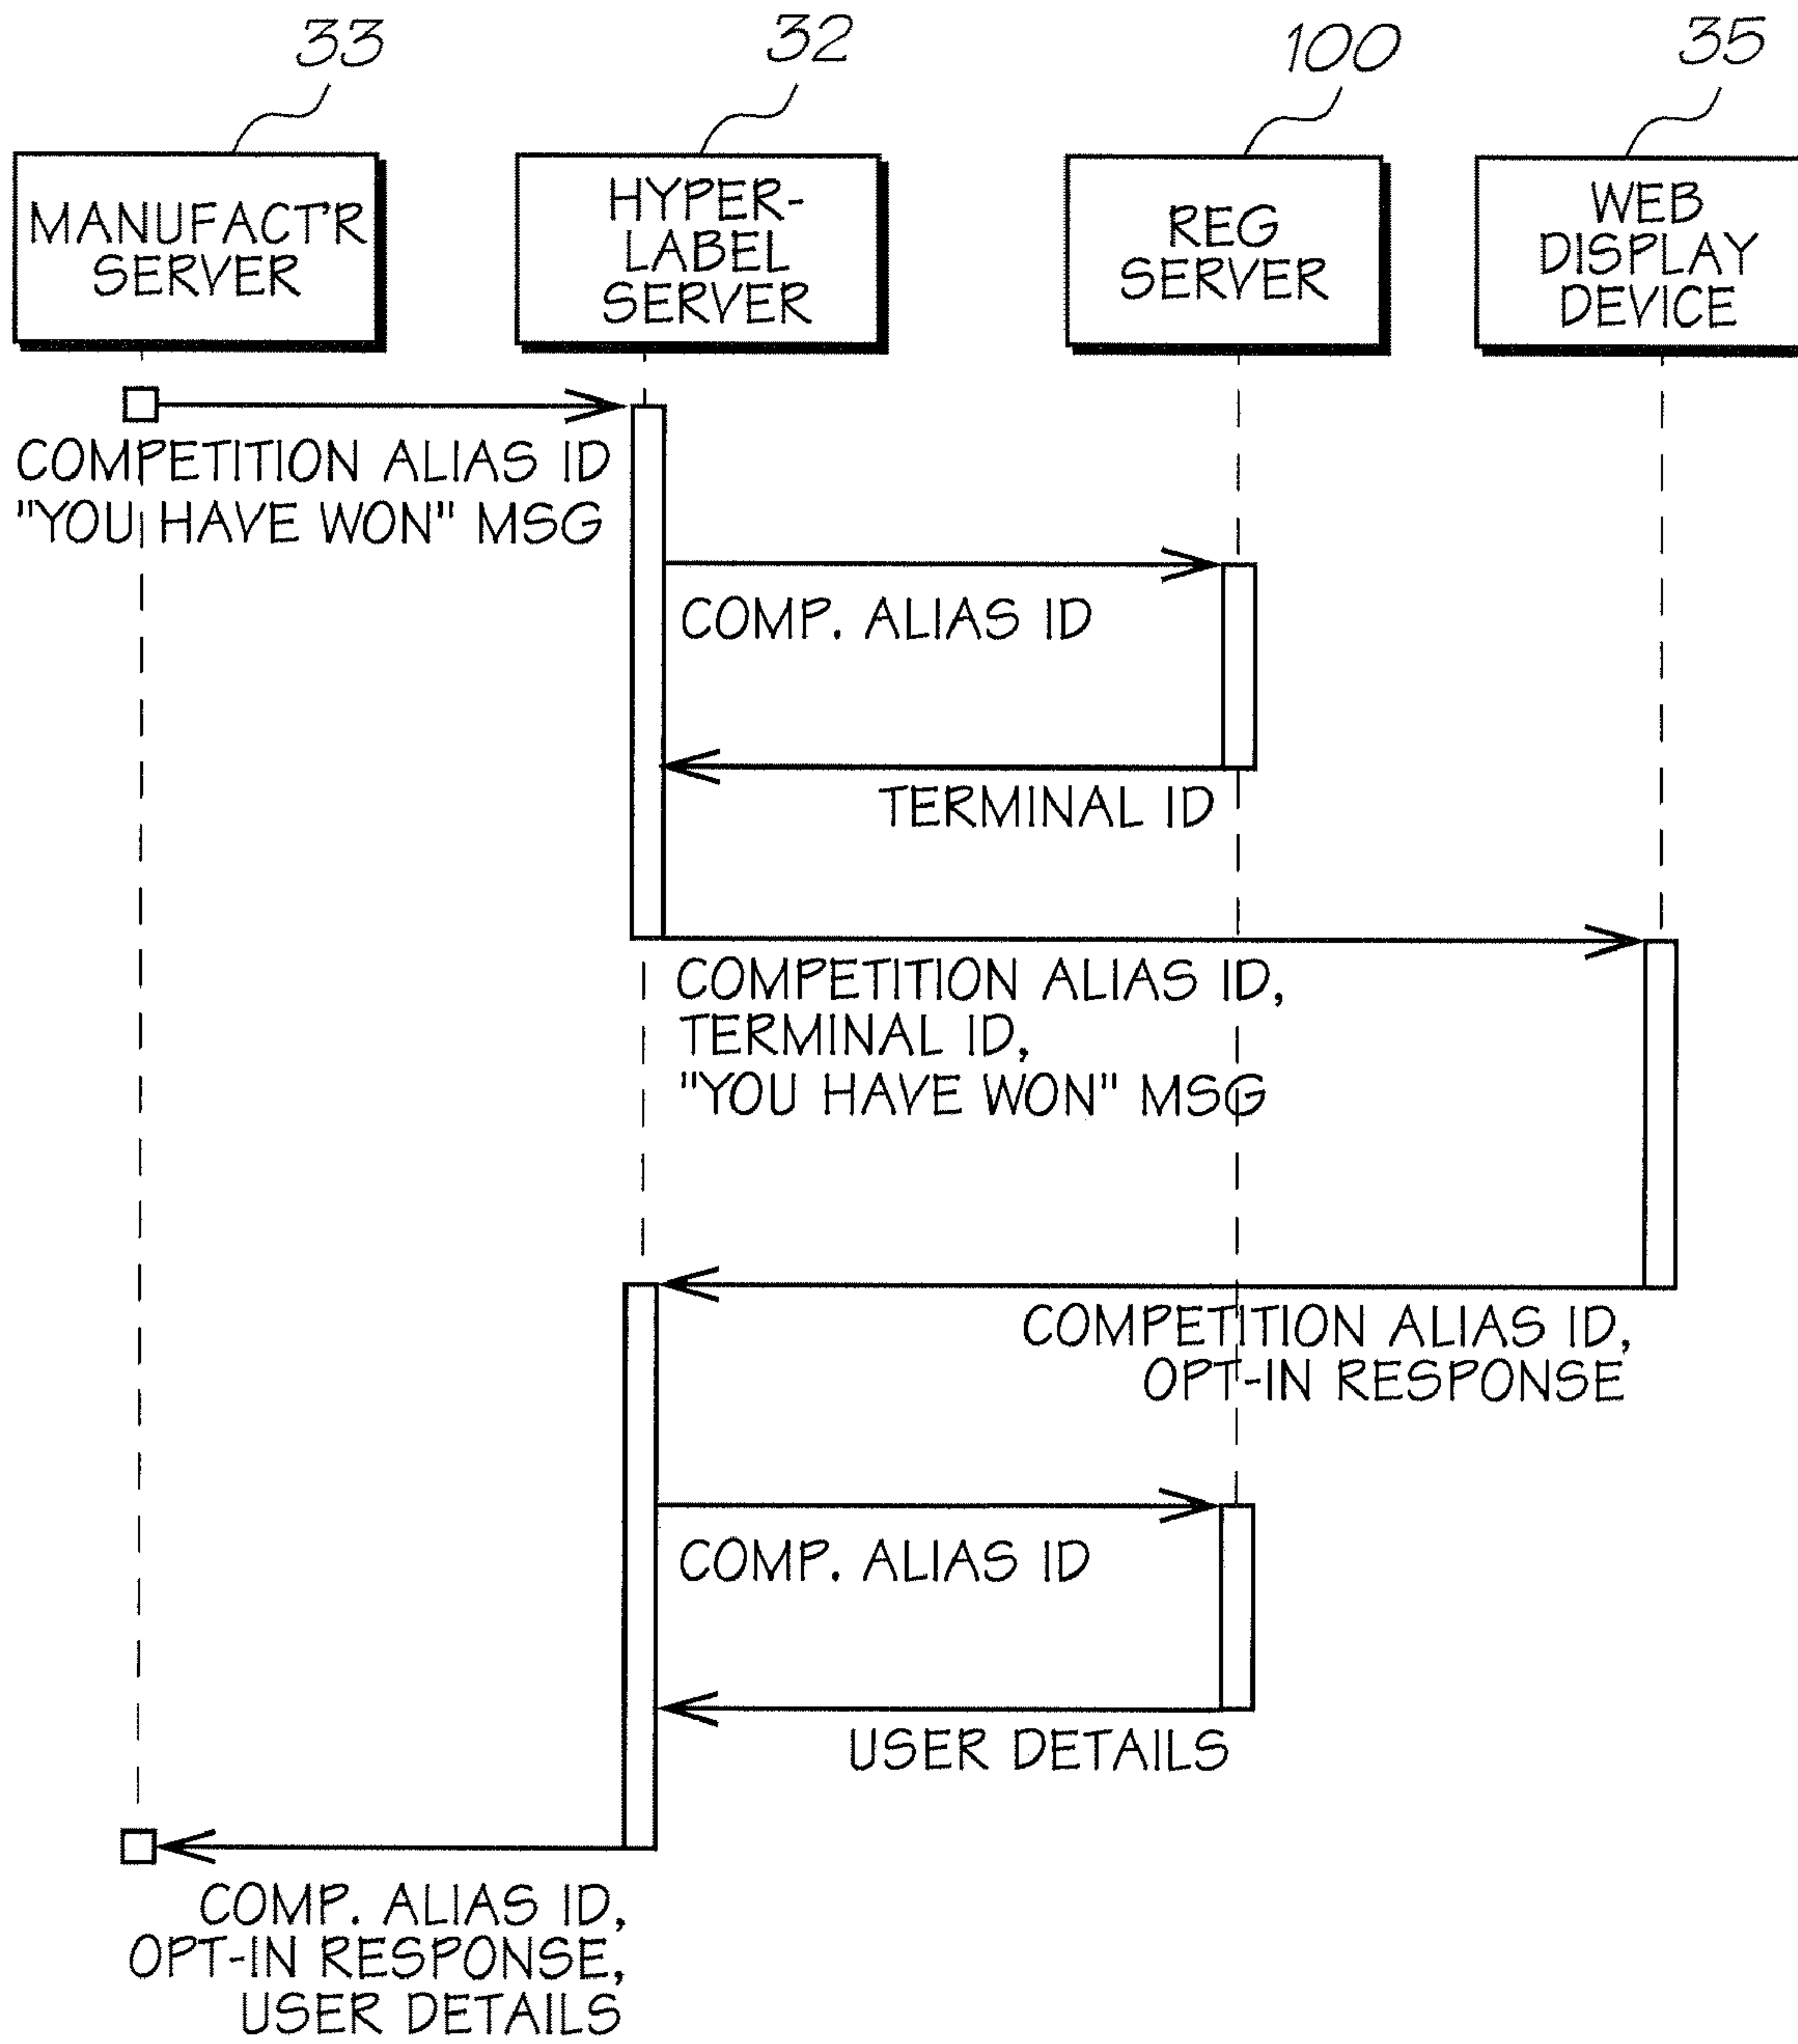 33
32
100
35
MANUFACT'R
SERVER
HYPER-
LABEL
SERVER
REG
SERVER
WEB
DISPLAY
DEVICE
COMPETITION ALIAS ID
"YOU HAVE WON" MSG
COMP. ALIAS ID
TERMINAL ID
COMPETITION ALIAS ID,
TERMINAL ID,
"YOU HAVE WON" MSG
COMPETITION ALIAS ID,
OPT-IN RESPONSE
COMP. ALIAS ID
USER DETAILS
COMP. ALIAS ID,
OPT-IN RESPONSE,
USER DETAILS